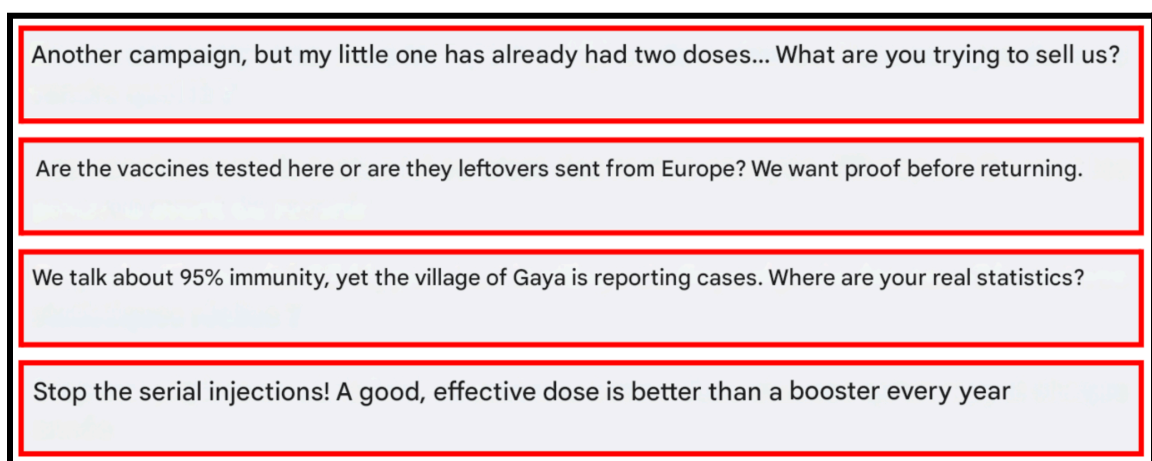 Another campaign, but my little one has already had two doses... What are you trying to sell us?
Are the vaccines tested here or are they leftovers sent from Europe? We want proof before returning.
We talk about 95% immunity, yet the village of Gaya is reporting cases. Where are your real statistics?
Stop the serial injections! A good, effective dose is better than a booster every year